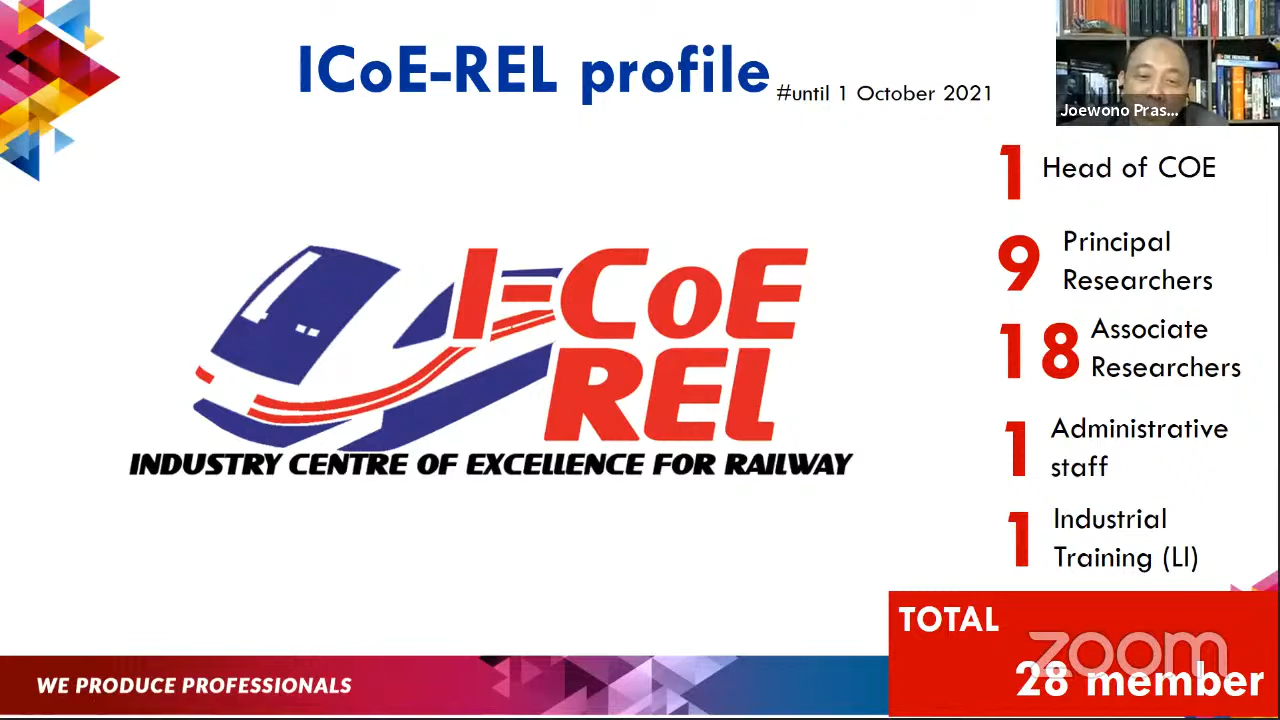 ICoE-REL profile
#until 1 October 2021
Joewono Pras...
1 Head of COE
9 Principal
Researchers
18 Associate
Researchers
1 Administrative
staff
1 Industrial
Training (LI)
I-CoE
REL
INDUSTRY CENTRE OF EXCELLENCE FOR RAILWAY
TOTAL
zoom
28 member
WE PRODUCE PROFESSIONALS